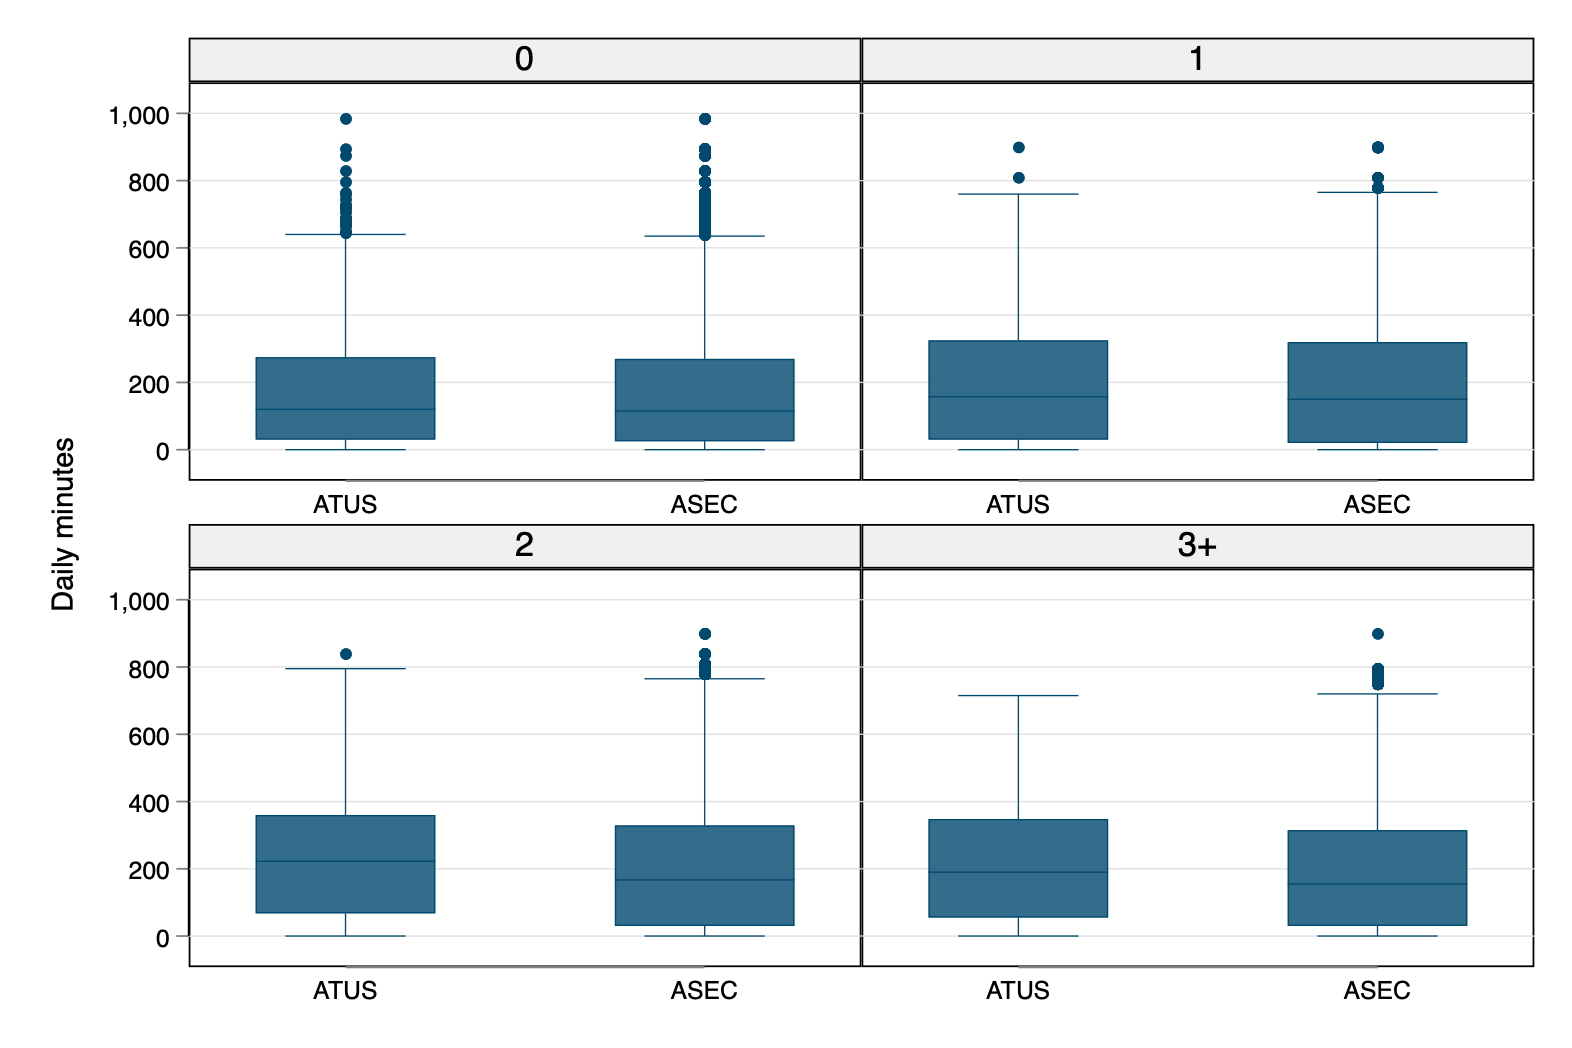 0
1
1,000
800
600
400
200
0
ATUS
ASEC
ATUS
ASEC
Daily minutes
2
3+
1,000
800
600
400
200
0
ATUS
ASEC
ATUS
ASEC